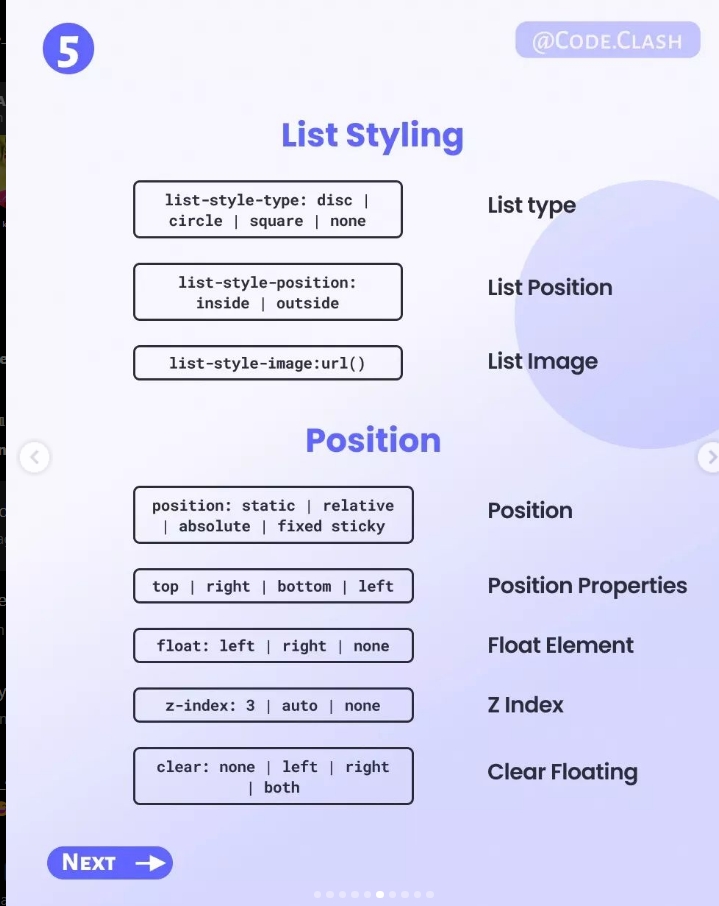 5
@CODE.CLASH
List Styling
list-style-type: disc |
circle | square | none
List type
list-style-position:
inside | outside
List Position
list-style-image:url()
List Image
Position
position: static | relative
| absolute | fixed sticky
Position
top | right | bottom | left
Position Properties
float: left | right | none
Float Element
z-index: 3 | auto | none
Z Index
clear: none | left | right
| both
Clear Floating
NEXT